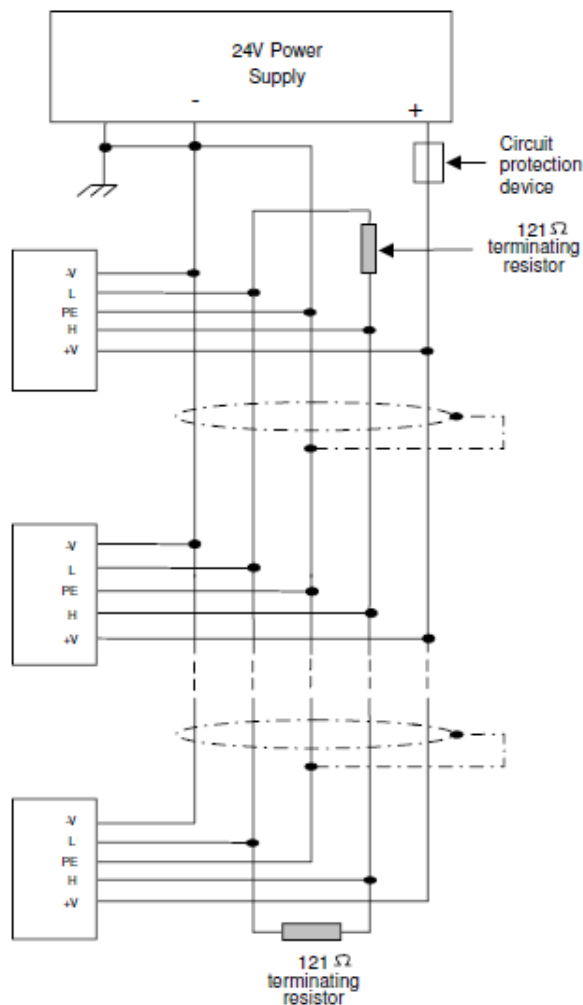 24V Power
Supply
-
+
Circuit
protection
device
121 Ω
terminating
resistor
-V
L
PE
H
+V
-V
L
PE
H
+V
-V
L
PE
H
+V
121 Ω
terminating
resistor